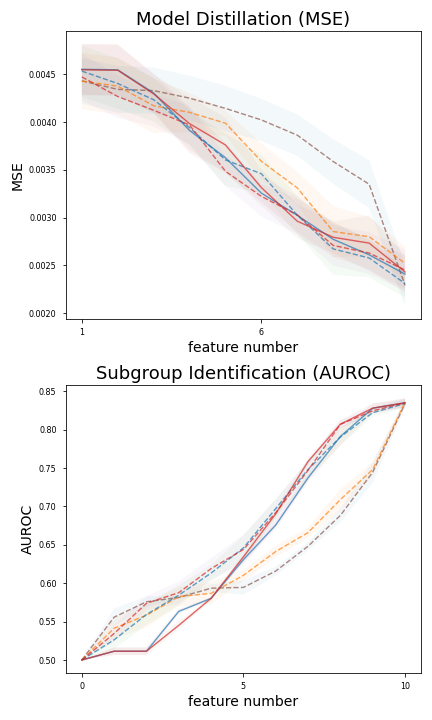 Model Distillation (MSE)
0.0045
0.0040
0.0035
0.0030
0.0025
0.0020
MSE
1 6
feature number
Subgroup Identification (AUROC)
0.85
0.80
0.75
0.70
0.65
0.60
0.55
0.50
AUROC
0 5 10
feature number